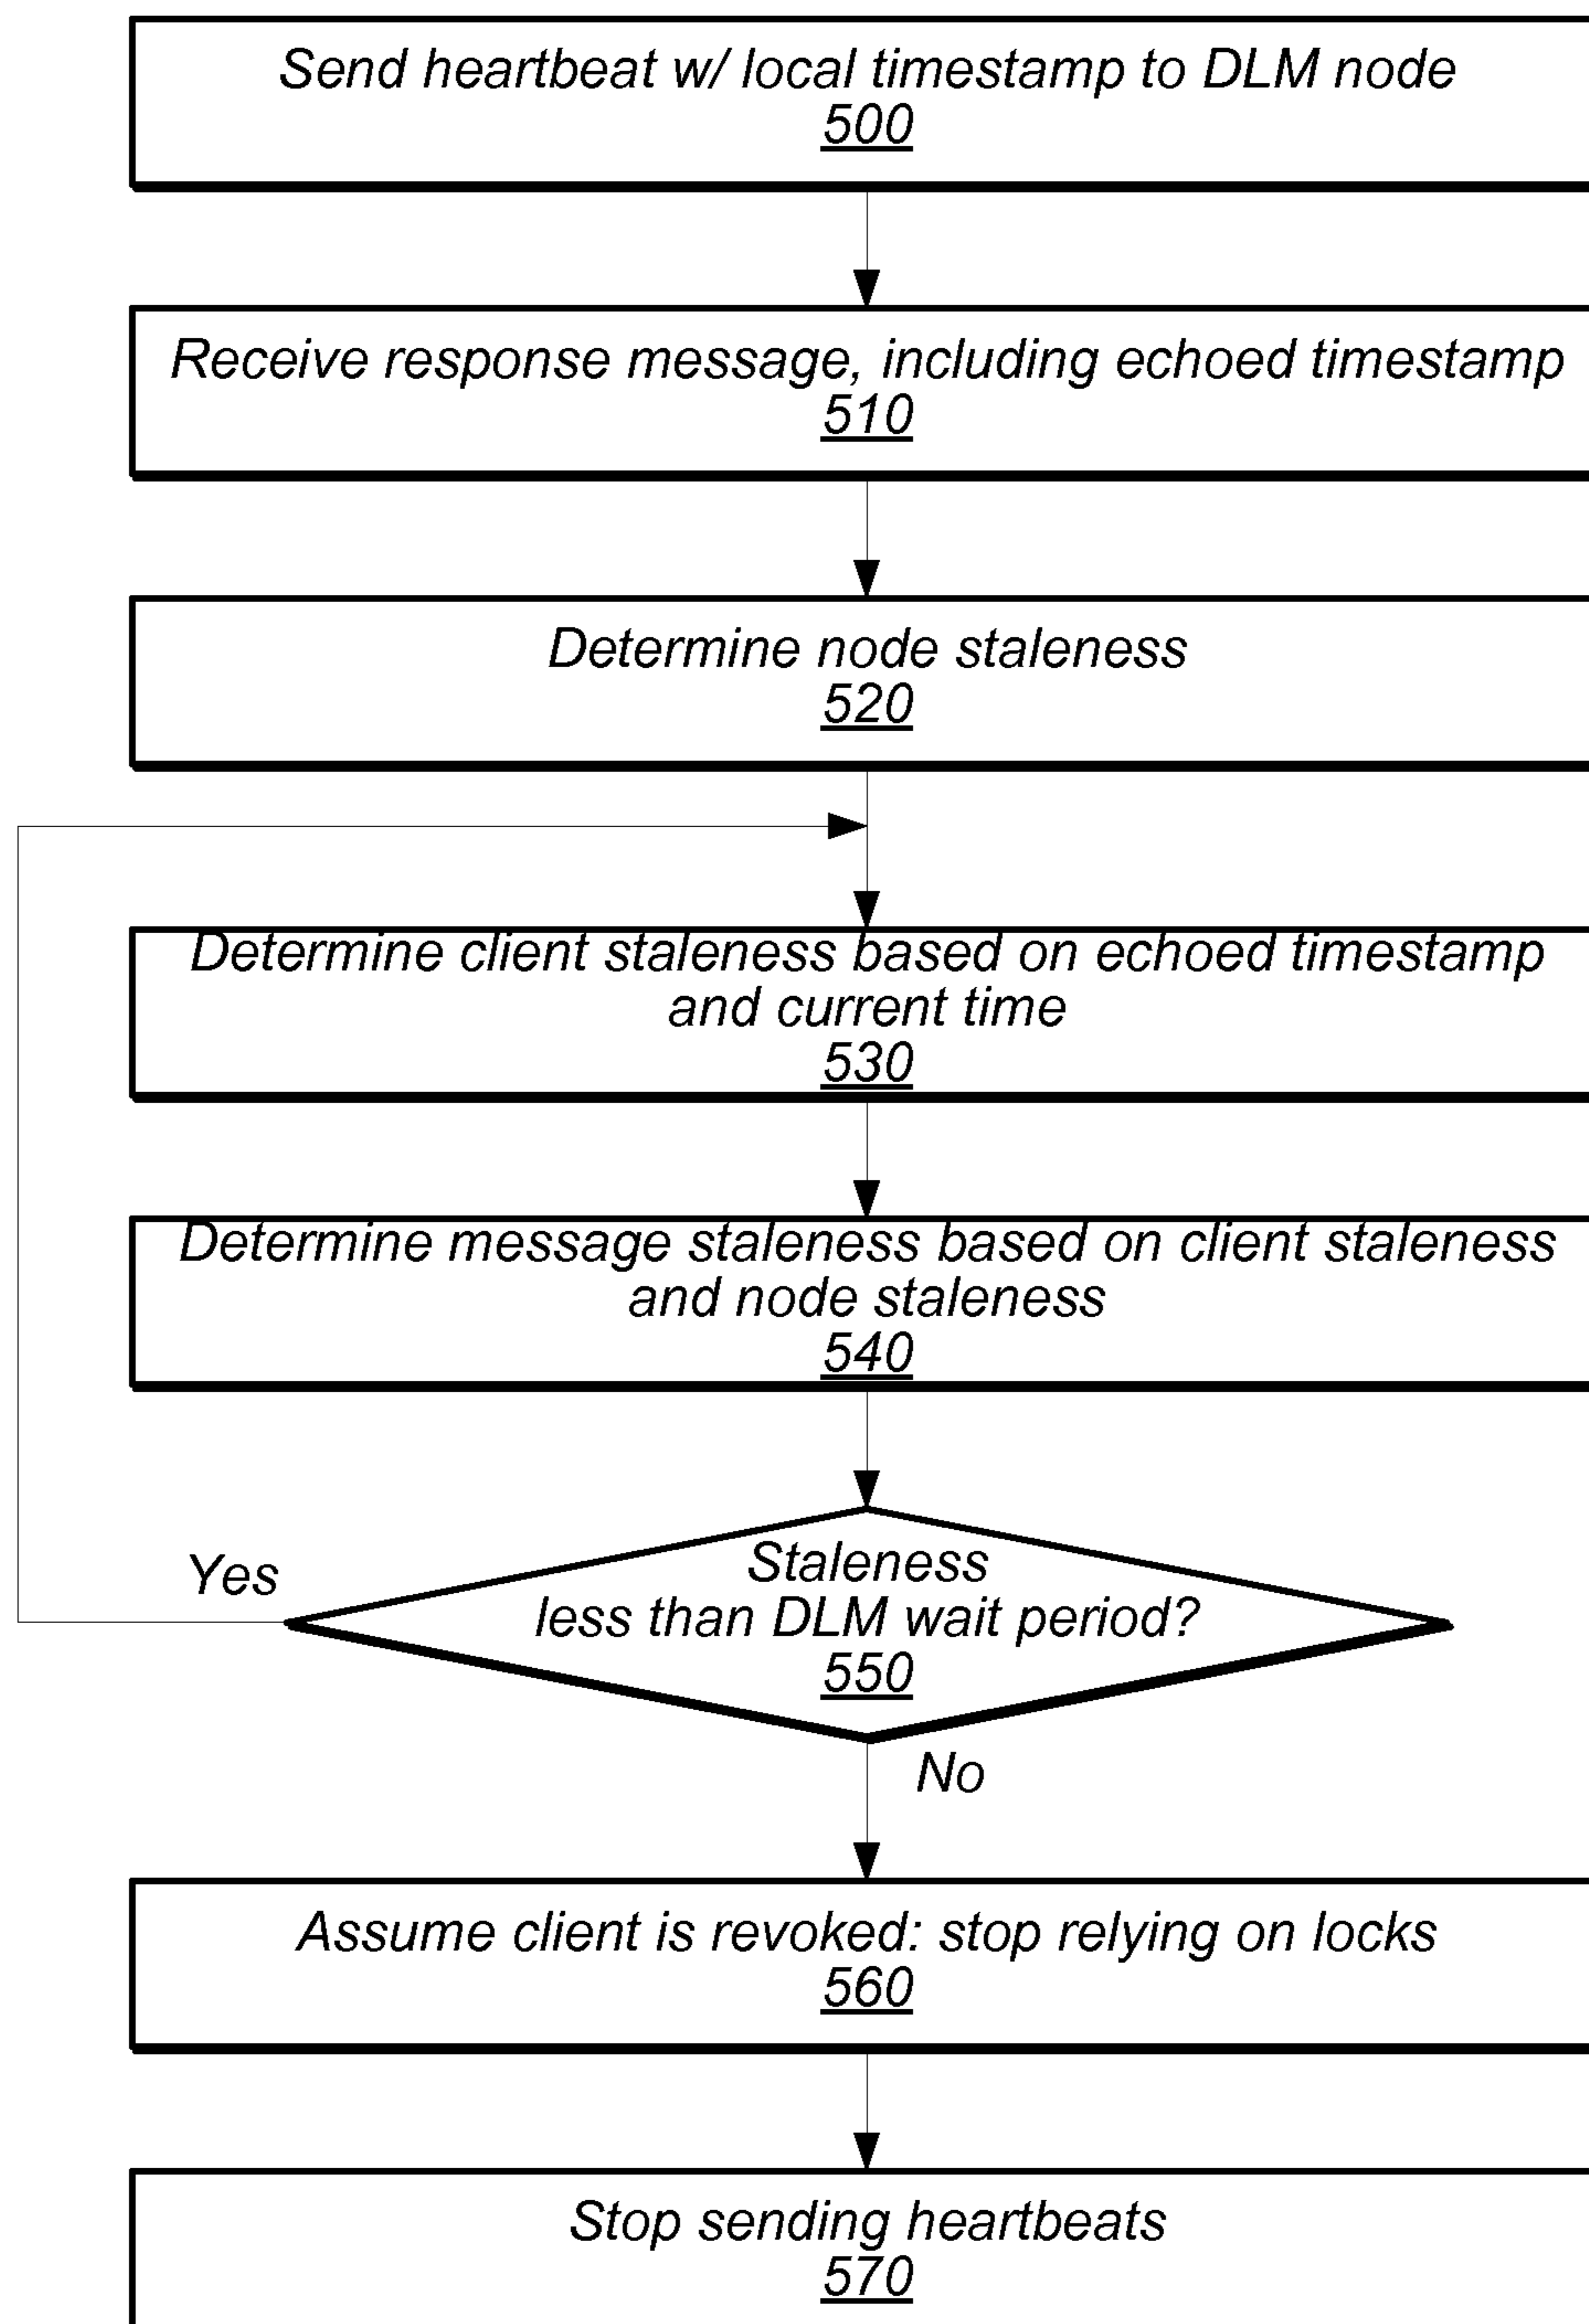 Send heartbeat w/ local timestamp to DLM node
500
Receive response message, including echoed timestamp
510
Determine node staleness
520
Determine client staleness based on echoed timestamp
and current time
530
Determine message staleness based on client staleness
and node staleness
540
Staleness
less than DLM wait period?
550
Yes
No
Assume client is revoked: stop relying on locks
560
Stop sending heartbeats
570